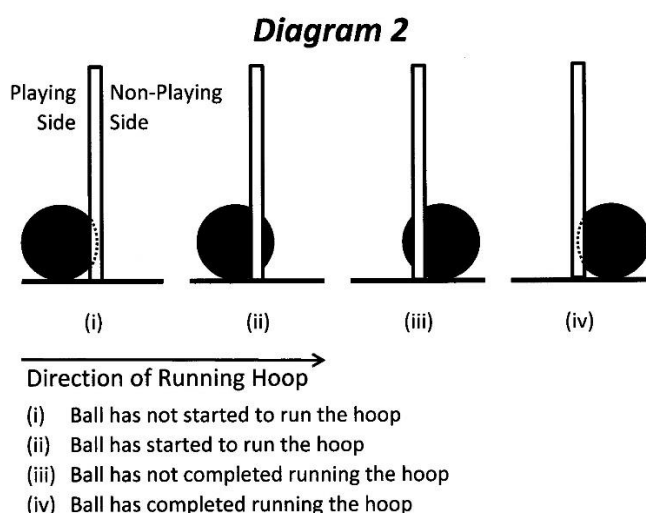 Diagram 2
Playing Non-Playing
Side Side
(i) (ii) (iii) (iv)
Direction of Running Hoop
(i) Ball has not started to run the hoop
(ii) Ball has started to run the hoop
(iii) Ball has not completed running the hoop
(iv) Ball has completed running the hoop